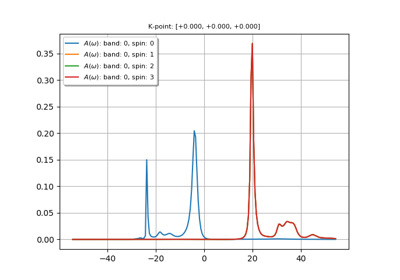 K-point: [+0.000, +0.000, +0.000]
A(ω): band: 0, spin: 0
A(ω): band: 0, spin: 1
A(ω): band: 0, spin: 2
A(ω): band: 0, spin: 3
0.35
0.30
0.25
0.20
0.15
0.10
0.05
0.00
−40 −20 0 20 40